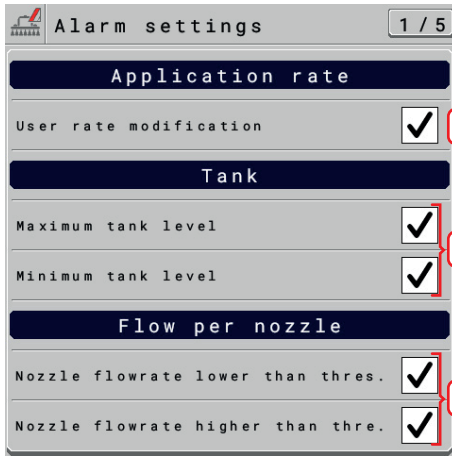 Alarm settings
1 / 5
Application rate
User rate modification
Tank
Maximum tank level
Minimum tank level
Flow per nozzle
Nozzle flowrate lower than thres.
Nozzle flowrate higher than thre.